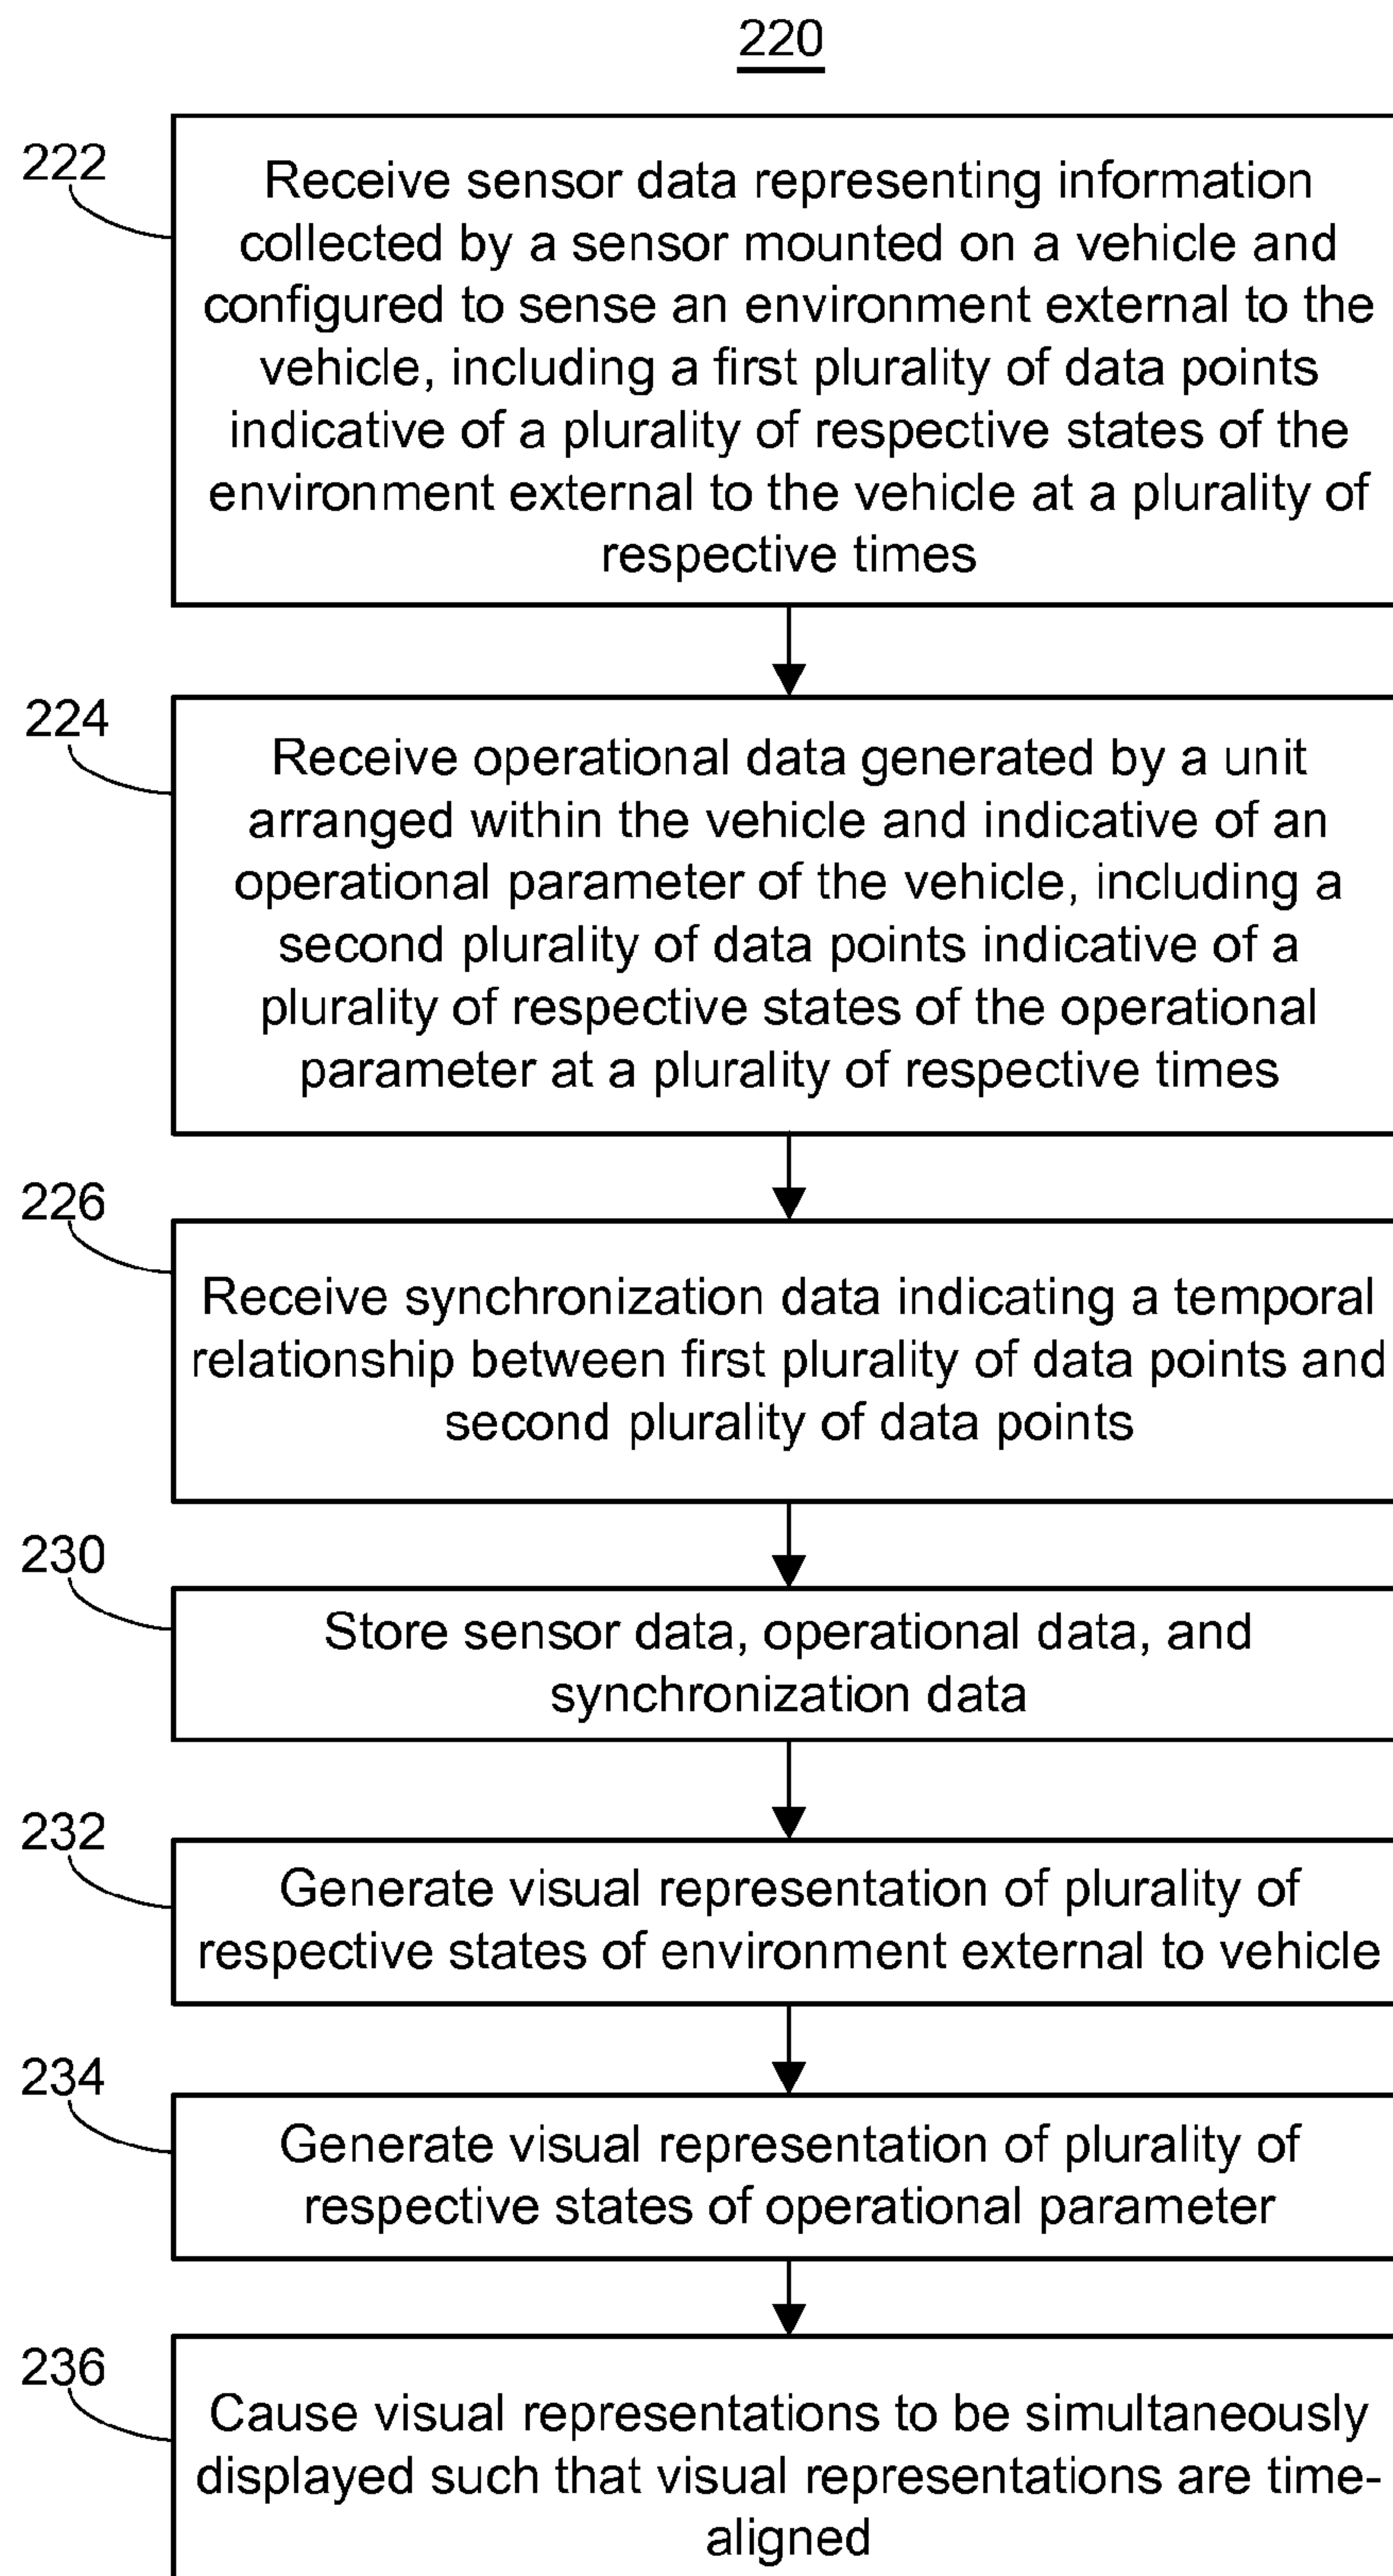 220
222
Receive sensor data representing information
collected by a sensor mounted on a vehicle and
configured to sense an environment external to the
vehicle, including a first plurality of data points
indicative of a plurality of respective states of the
environment external to the vehicle at a plurality of
respective times
224
Receive operational data generated by a unit
arranged within the vehicle and indicative of an
operational parameter of the vehicle, including a
second plurality of data points indicative of a
plurality of respective states of the operational
parameter at a plurality of respective times
226
Receive synchronization data indicating a temporal
relationship between first plurality of data points and
second plurality of data points
230
Store sensor data, operational data, and
synchronization data
232
Generate visual representation of plurality of
respective states of environment external to vehicle
234
Generate visual representation of plurality of
respective states of operational parameter
236
Cause visual representations to be simultaneously
displayed such that visual representations are time-
aligned